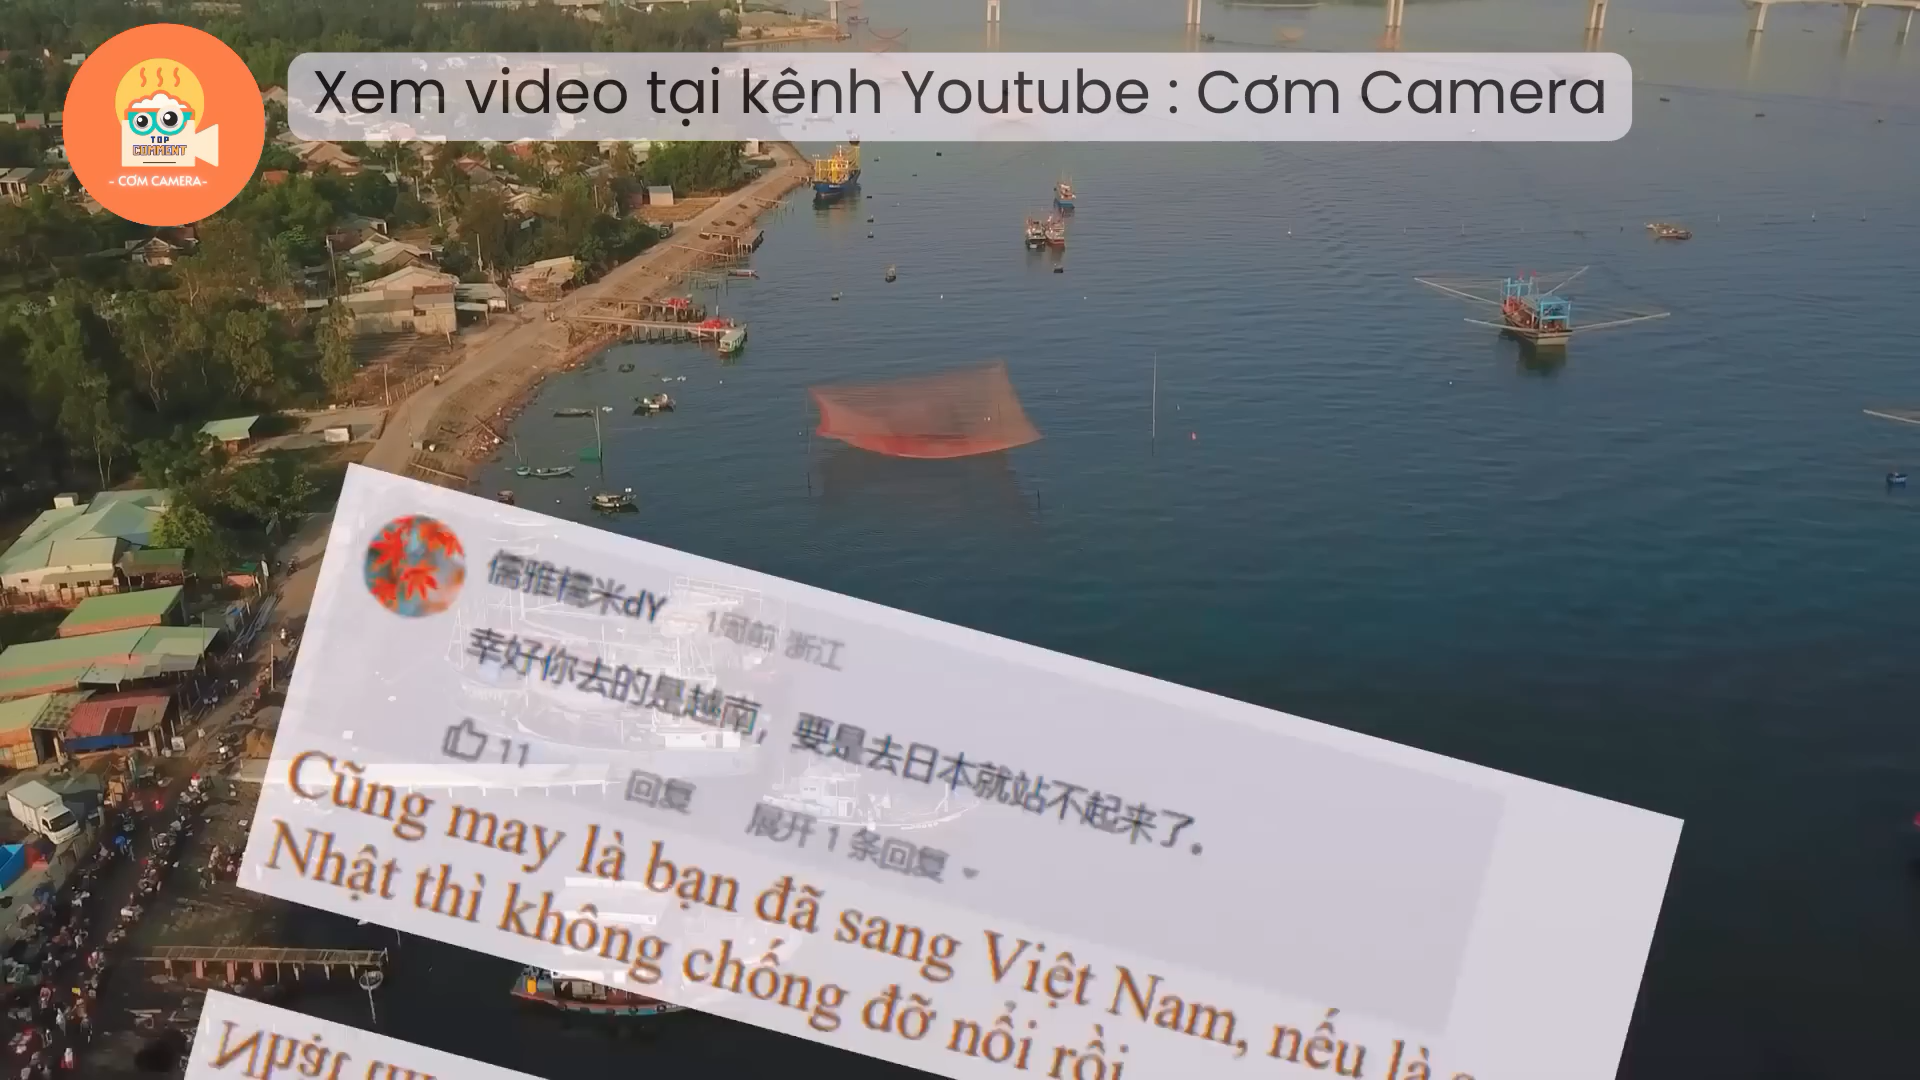 Xem video tại kênh Youtube : Cơm Camera
TOP
COMMENT
- CƠM CAMERA-
儒雅糯米dY 1周前 浙江
幸好你去的是越南，要是去日本就站不起来了。
11 回复 展开 1 条回复
Cũng may là bạn đã sang Việt Nam, nếu là
Nhật thì không chống đỡ nổi rồi